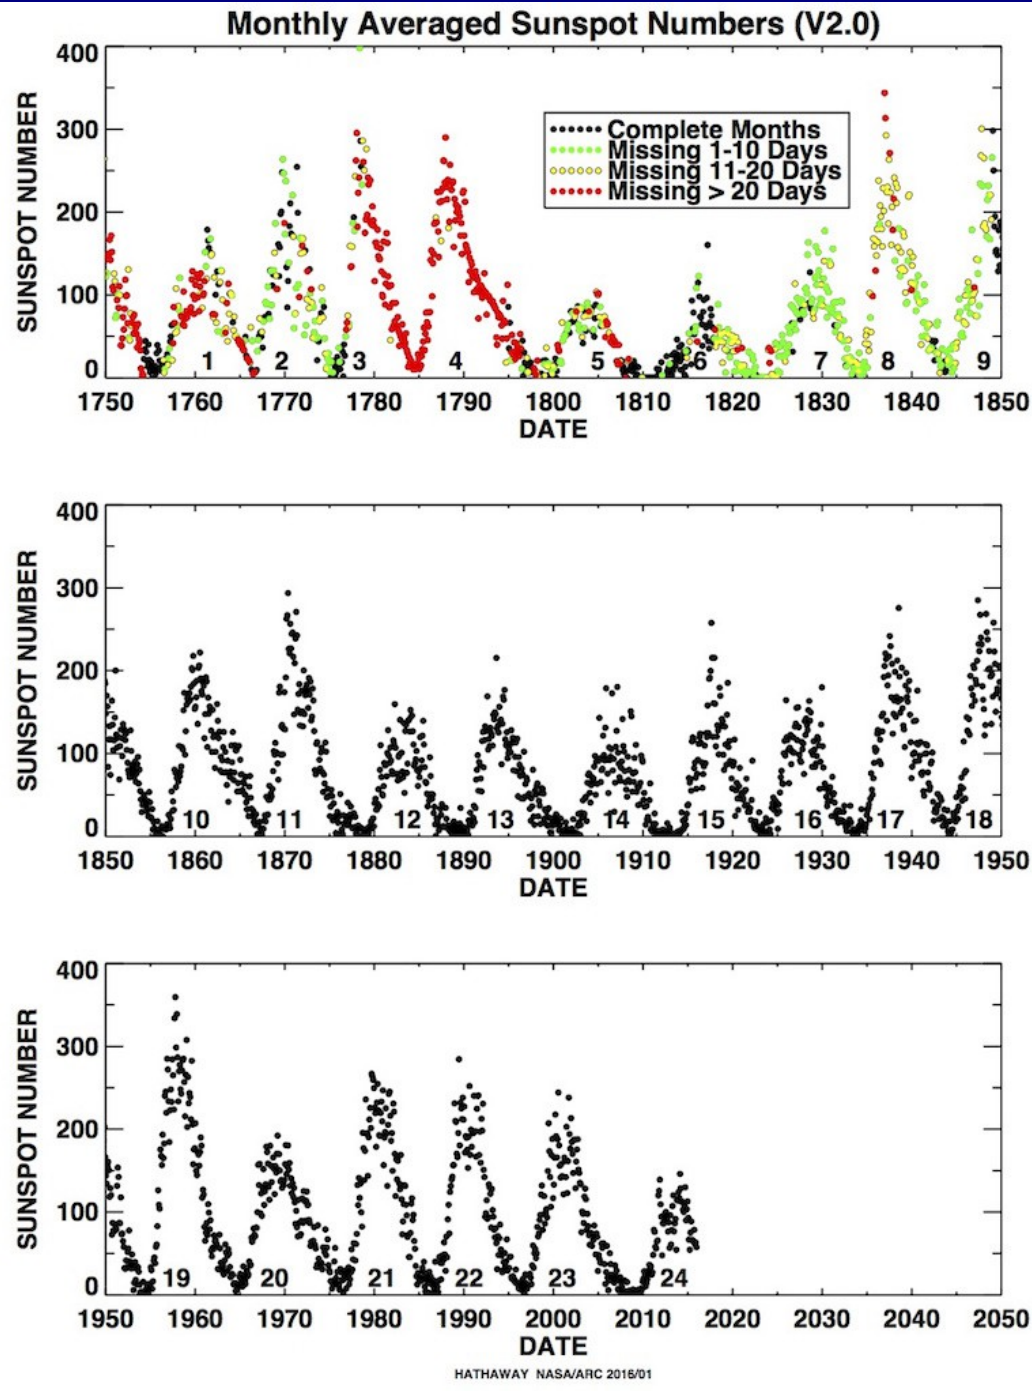 Monthly Averaged Sunspot Numbers (V2.0)
400
300
200
100
0
SUNSPOT NUMBER
Complete Months
Missing 1-10 Days
Missing 11-20 Days
Missing > 20 Days
1 2 3 4 5 6 7 8 9
1750 1760 1770 1780 1790 1800 1810 1820 1830 1840 1850
DATE
400
300
200
100
0
SUNSPOT NUMBER
10 11 12 13 14 15 16 17 18
1850 1860 1870 1880 1890 1900 1910 1920 1930 1940 1950
DATE
400
300
200
100
0
SUNSPOT NUMBER
19 20 21 22 23 24
1950 1960 1970 1980 1990 2000 2010 2020 2030 2040 2050
DATE
HATHAWAY NASA/ARC 2016/01